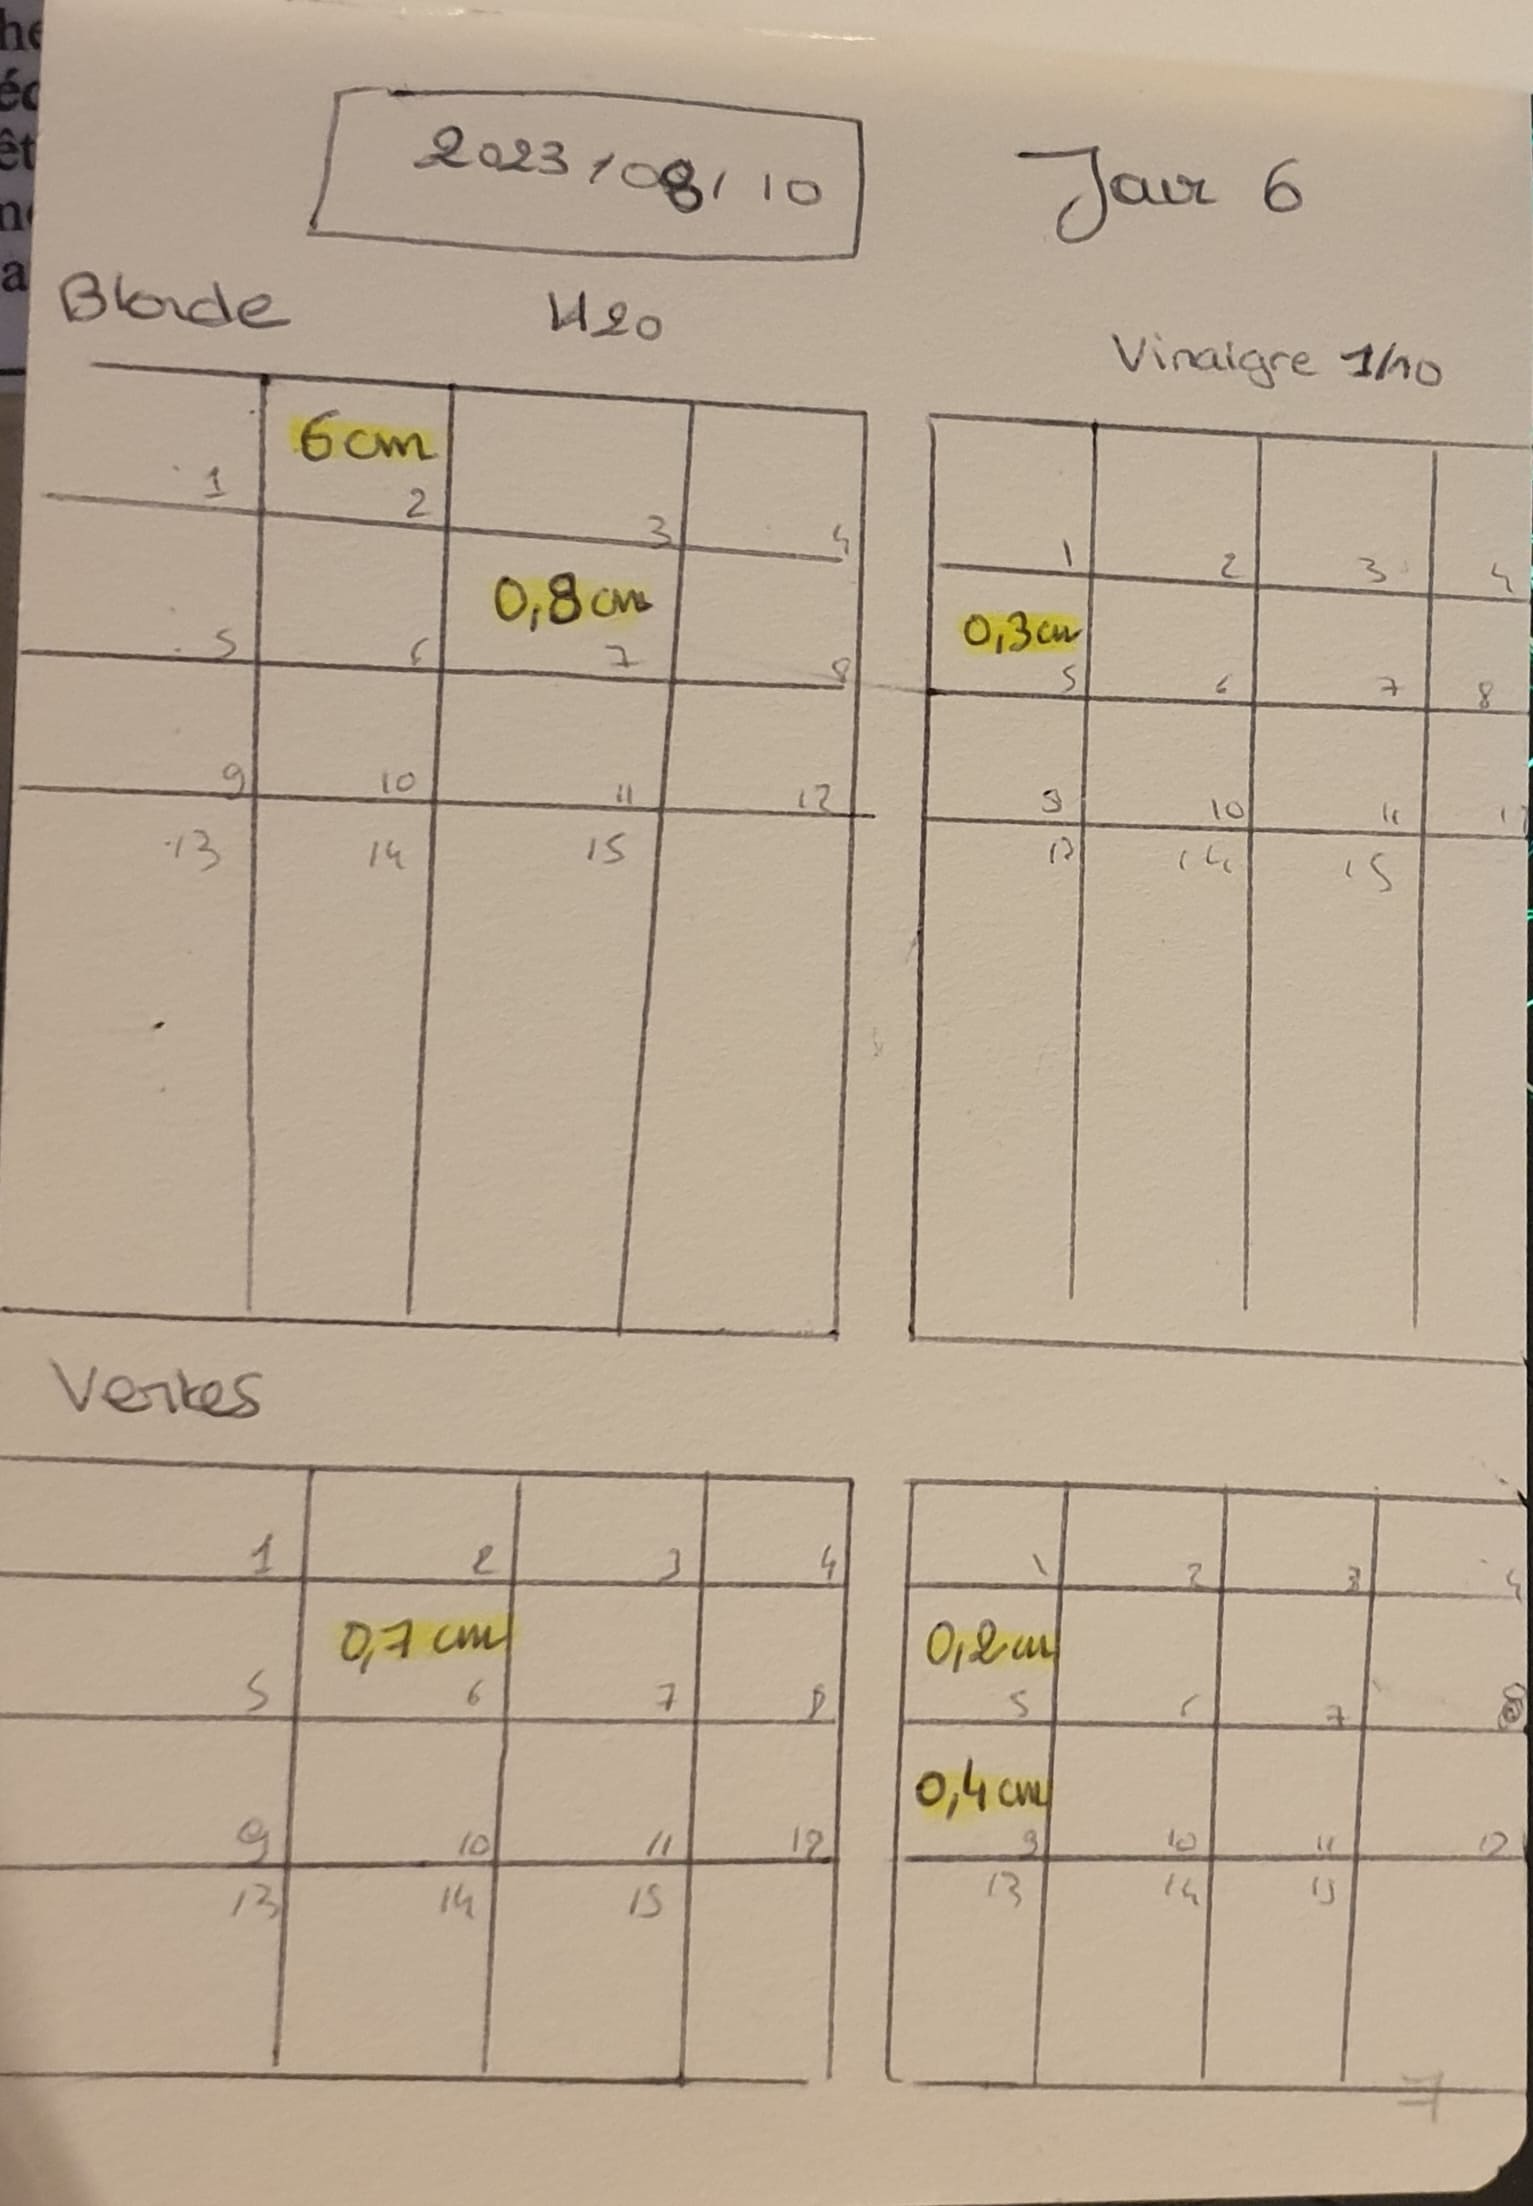 he
éc
êt
a
2023/08/10
Jour 6
Blonde H2O Vinaigre 1/10
6cm
1 2 3 4
0,8cm
5 6 7 8
9 10 11 12
13 14 15
1 2 3 4
0,3cm
5 6 7 8
9 10 11
13 14 15
Vertes
1 2 3 4
0,7 cm
5 6 7 8
9 10 11 12
13 14 15
1 2 3 4
0,2cm
5 6 7 8
0,4cm
9 10 11 12
13 14 15
7